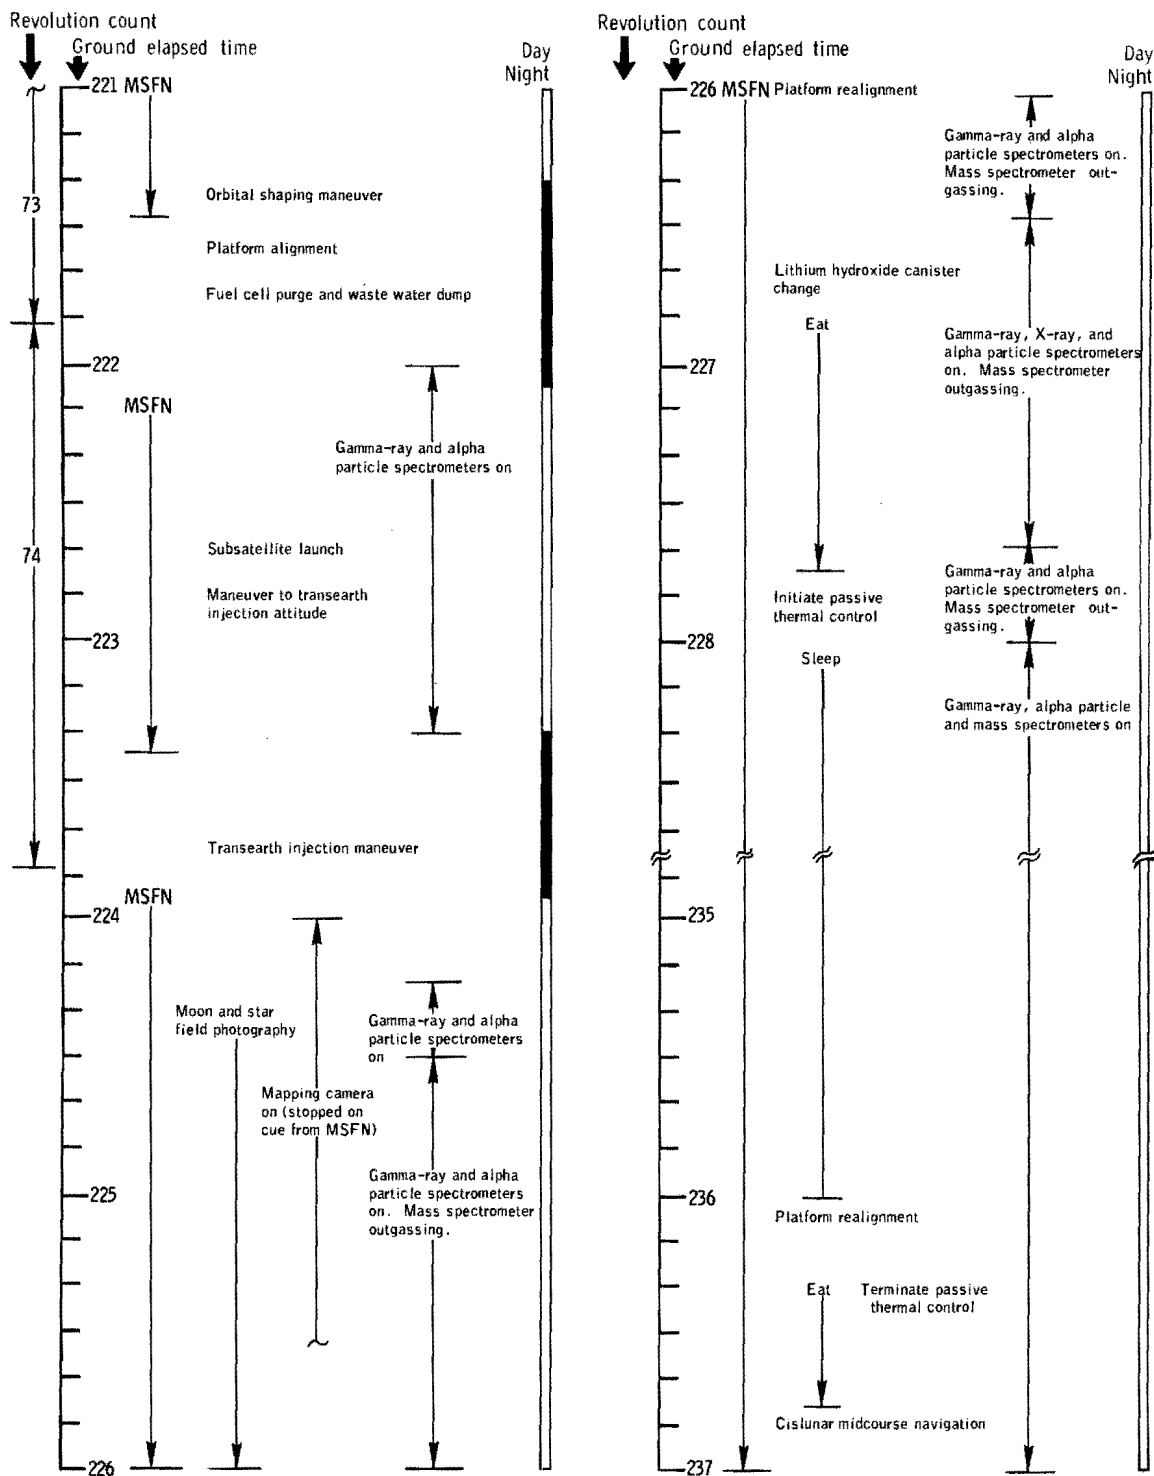 Revolution count
Ground elapsed time
Day
Night
221 MSFN
Orbital shaping maneuver
73
Platform alignment
Fuel cell purge and waste water dump
222
MSFN
Gamma-ray and alpha
particle spectrometers on
74
Subsatellite launch
Maneuver to transearth
injection attitude
223
Transearth injection maneuver
MSFN
224
Moon and star
field photography
Gamma-ray and alpha
particle spectrometers
on
Mapping camera
on (stopped on
cue from MSFN)
Gamma-ray and alpha
particle spectrometers
on. Mass spectrometer
outgassing.
225
226
Revolution count
Ground elapsed time
Day
Night
226 MSFN Platform realignment
Gamma-ray and alpha
particle spectrometers on.
Mass spectrometer out-
gassing.
Lithium hydroxide canister
change
Eat
Gamma-ray, X-ray, and
alpha particle spectrometers
on. Mass spectrometer
outgassing.
227
Gamma-ray and alpha
particle spectrometers on.
Mass spectrometer out-
gassing.
Initiate passive
thermal control
228
Sleep
Gamma-ray, alpha particle
and mass spectrometers on
235
236
Platform realignment
Eat
Terminate passive
thermal control
Cislunar midcourse navigation
237